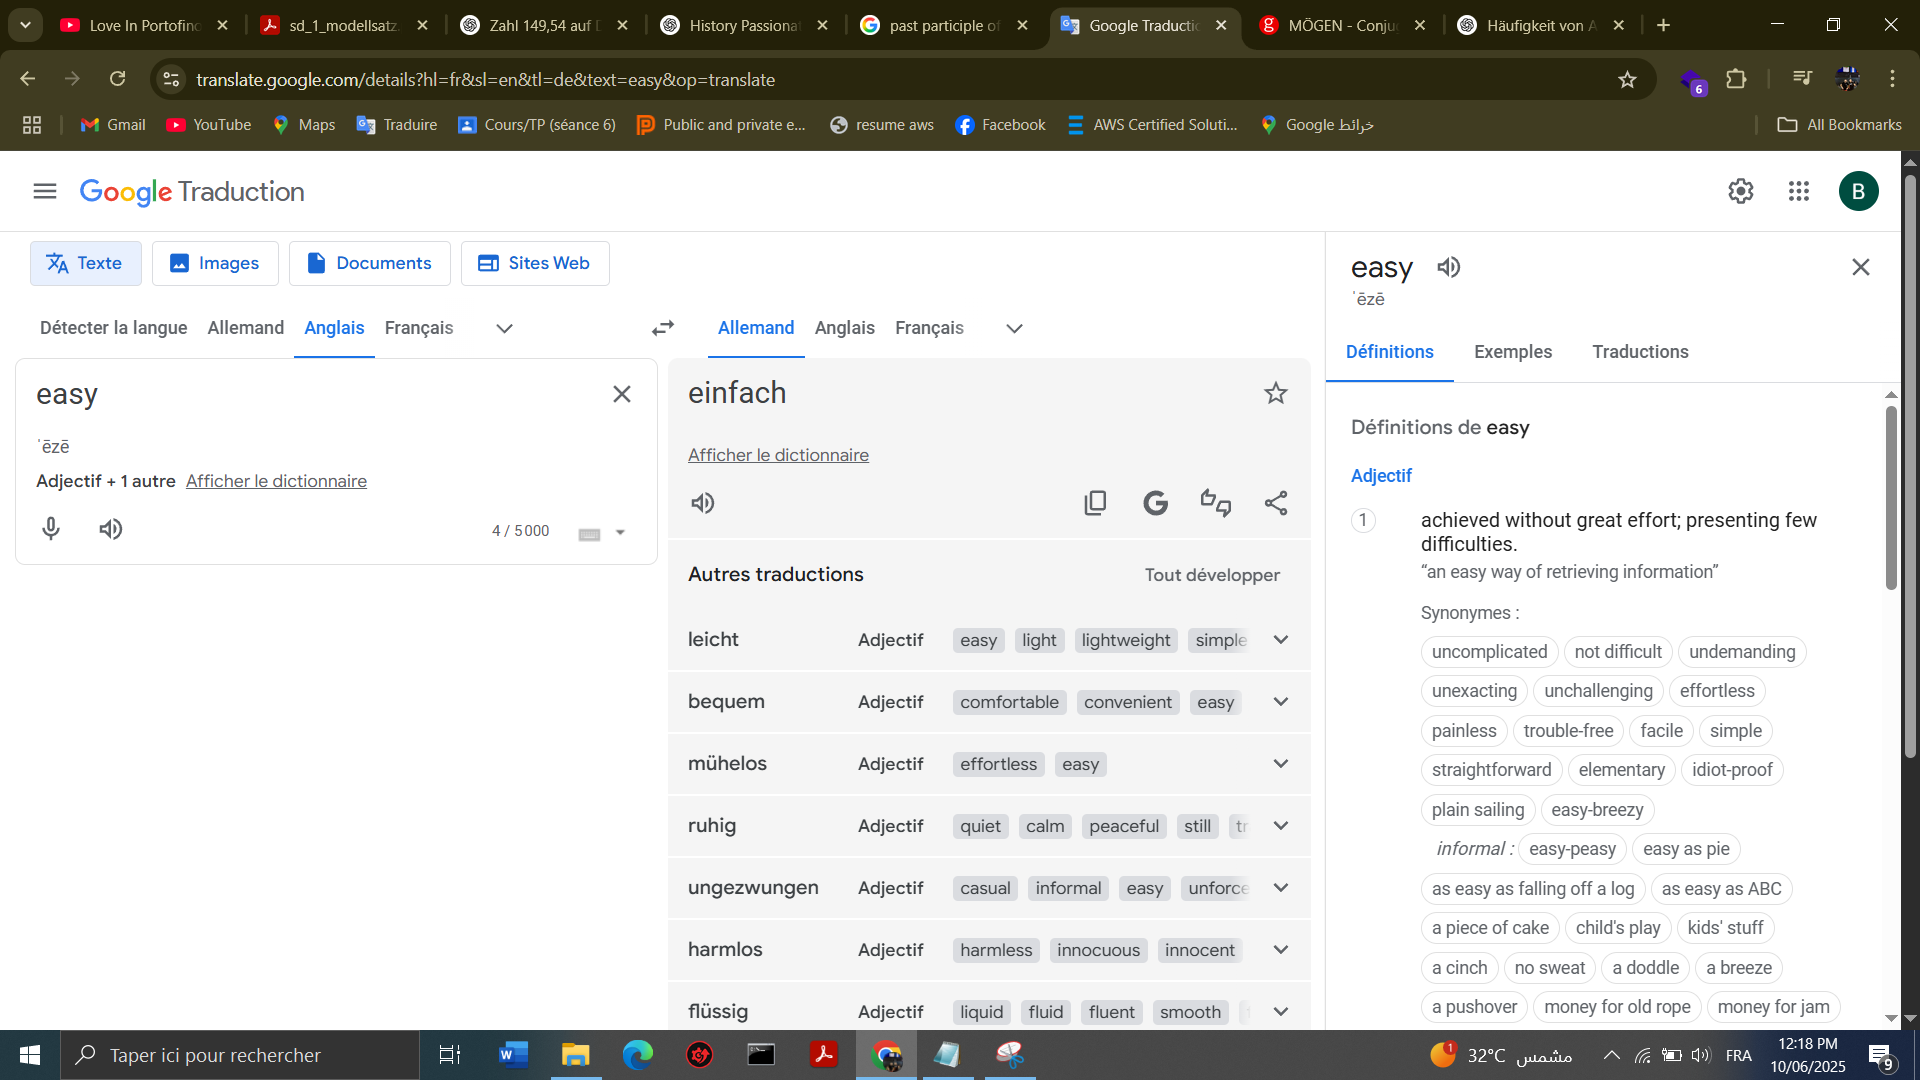 Love In Portofino
sd_1_modellsatz.
Zahl 149,54 auf D
History Passiona
past participle of
Google Traductio
MÖGEN - Conju
Häufigkeit von A
translate.google.com/details?hl=fr&sl=en&tl=de&text=easy&op=translate
6
Gmail
YouTube
Maps
Traduire
Cours/TP (séance 6)
Public and private e...
resume aws
Facebook
AWS Certified Soluti...
خرائط Google
All Bookmarks
Google Traduction
B
Texte
Images
Documents
Sites Web
Détecter la langue Allemand Anglais Français
Allemand Anglais Français
easy
ˈēzē
Adjectif + 1 autre Afficher le dictionnaire
4 / 5 000
einfach
Afficher le dictionnaire
Autres traductions Tout développer
leicht Adjectif easy light lightweight simple
bequem Adjectif comfortable convenient easy
mühelos Adjectif effortless easy
ruhig Adjectif quiet calm peaceful still tr
ungezwungen Adjectif casual informal easy unforce
harmlos Adjectif harmless innocuous innocent
flüssig Adjectif liquid fluid fluent smooth
easy
ˈēzē
Définitions Exemples Traductions
Définitions de easy
Adjectif
1 achieved without great effort; presenting few
difficulties.
“an easy way of retrieving information”
Synonymes :
uncomplicated not difficult undemanding
unexacting unchallenging effortless
painless trouble-free facile simple
straightforward elementary idiot-proof
plain sailing easy-breezy
informal : easy-peasy easy as pie
as easy as falling off a log as easy as ABC
a piece of cake child's play kids' stuff
a cinch no sweat a doddle a breeze
a pushover money for old rope money for jam
Taper ici pour rechercher
1
32°C مشمس
FRA
12:18 PM
10/06/2025
9